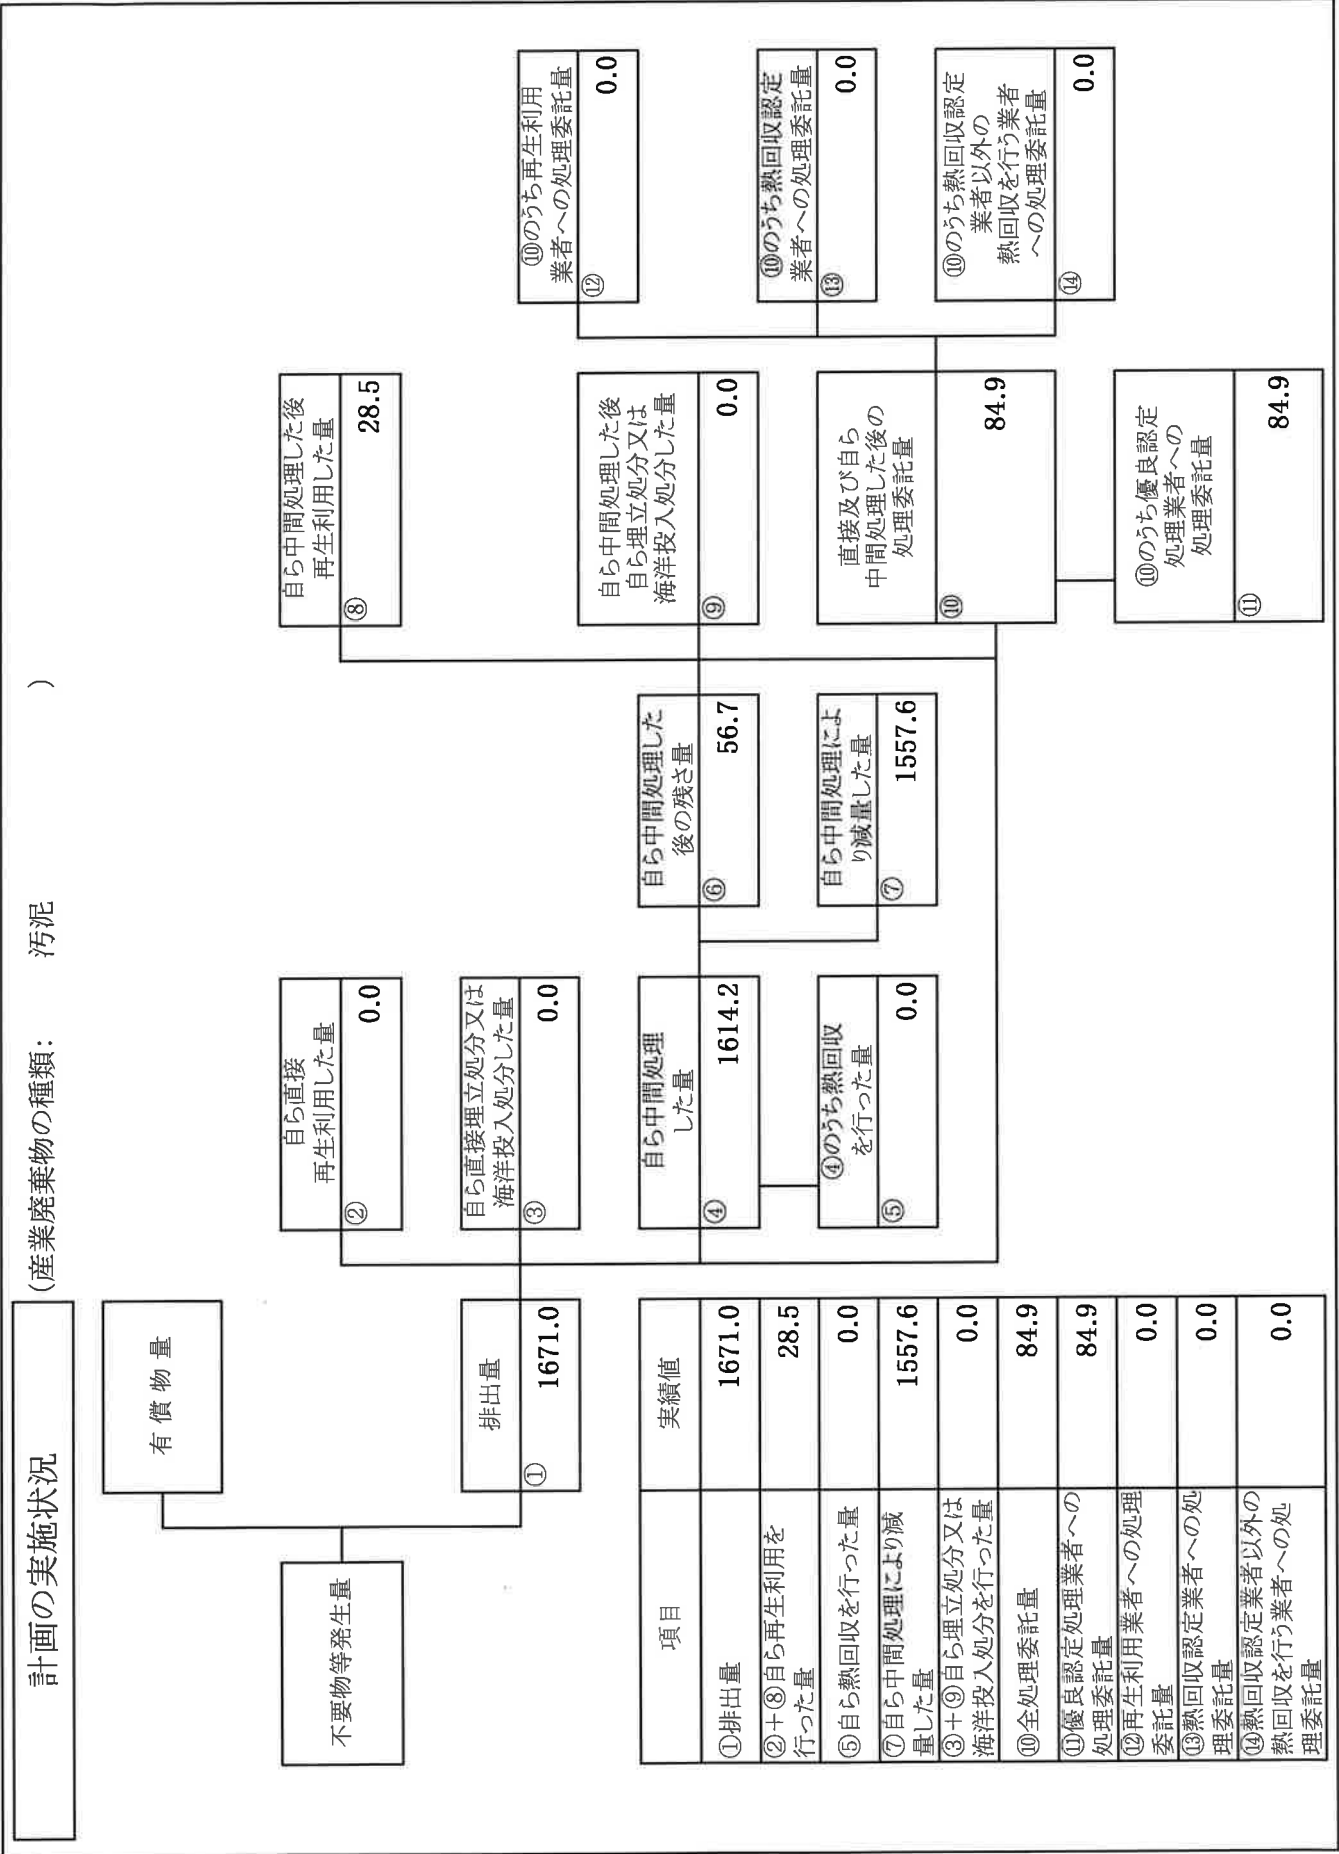 計画の実施状況
(産業廃棄物の種類： 汚泥 )
有償物量
不要物等発生量
排出量
① 1671.0
自ら直接
再生利用した量
② 0.0
自ら直接埋立処分又は
海洋投入処分した量
③ 0.0
自ら中間処理
した量
④ 1614.2
④のうち熱回収
を行った量
⑤ 0.0
自ら中間処理した
後の残さ量
⑥ 56.7
自ら中間処理によ
り減量した量
⑦ 1557.6
自ら中間処理した後
再生利用した量
⑧ 28.5
自ら中間処理した後
自ら埋立処分又は
海洋投入処分した量
⑨ 0.0
直接及び自ら
中間処理した後の
処理委託量
⑩ 84.9
⑩のうち優良認定
処理業者への
処理委託量
⑪ 84.9
⑩のうち再生利用
業者への処理委託量
⑫ 0.0
⑩のうち熱回収認定
業者への処理委託量
⑬ 0.0
⑩のうち熱回収認定
業者以外の
熱回収を行う業者
への処理委託量
⑭ 0.0
項目 実績値
①排出量 1671.0
②+⑧自ら再生利用を
行った量 28.5
⑤自ら熱回収を行った量 0.0
⑦自ら中間処理により減
量した量 1557.6
③+⑨自ら埋立処分又は
海洋投入処分を行った量 0.0
⑩全処理委託量 84.9
⑪優良認定処理業者への
処理委託量 84.9
⑫再生利用業者への処理
委託量 0.0
⑬熱回収認定業者への処
理委託量 0.0
⑭熱回収認定業者以外の
熱回収を行う業者への処
理委託量 0.0